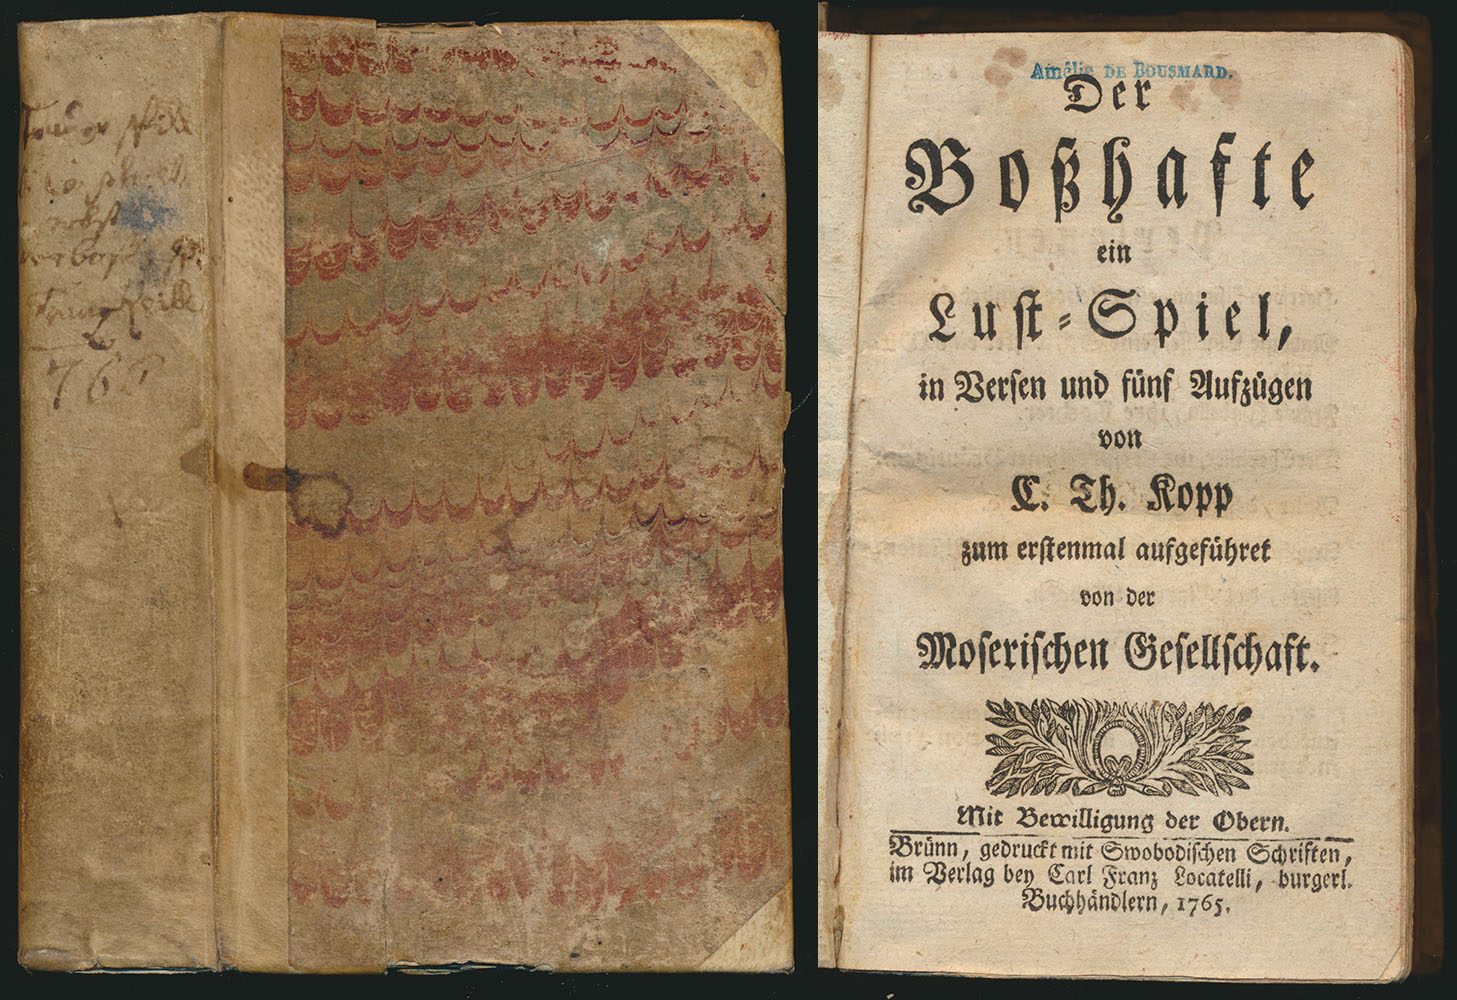 766
Amélie DE BOUSMARD.
Der
Boßhafte
ein
Lust-Spiel,
in Versen und fünf Aufzügen
von
C. Th. Kopp
zum erstenmal aufgeführet
von der
Moserischen Gesellschaft.
Mit Bewilligung der Obern.
Brünn, gedruckt mit Swobodischen Schriften,
im Verlag bey Carl Franz Locatelli, burgerl.
Buchhändlern, 1765.